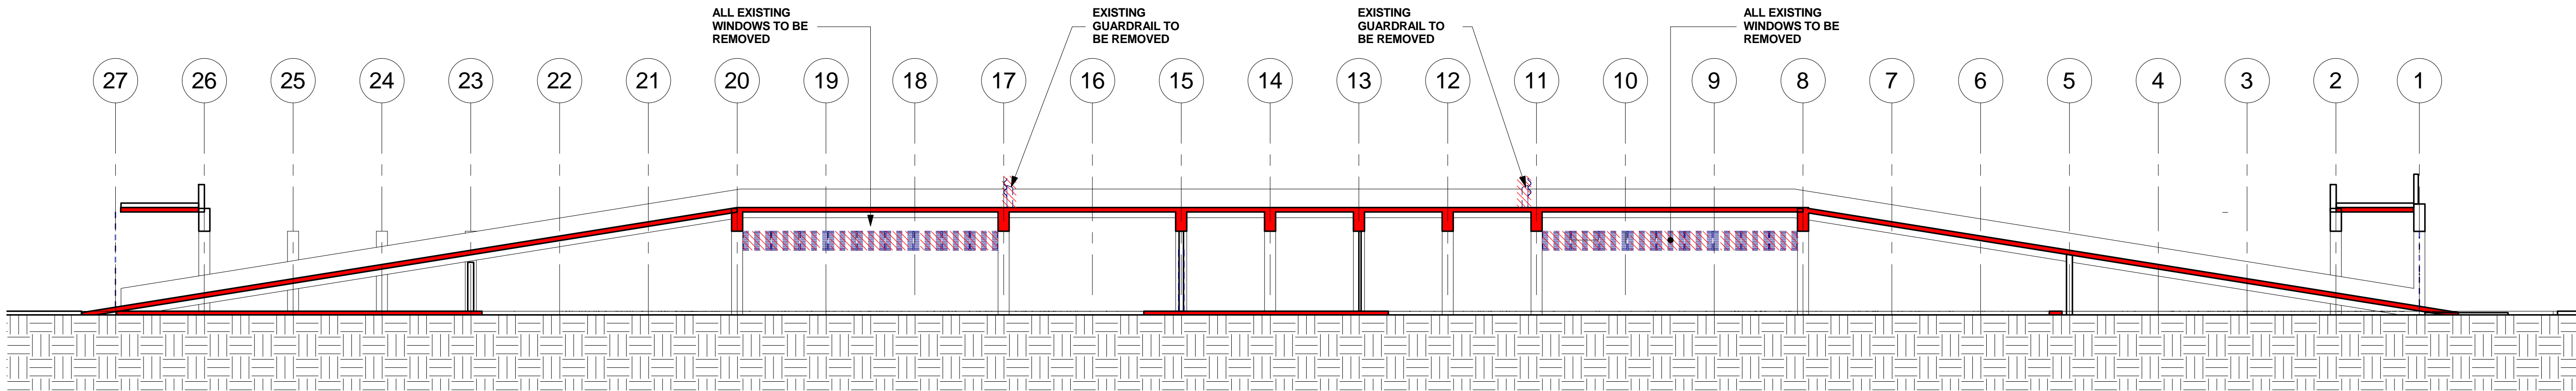 ALL EXISTING
WINDOWS TO BE
REMOVED
EXISTING
GUARDRAIL TO
BE REMOVED
EXISTING
GUARDRAIL TO
BE REMOVED
ALL EXISTING
WINDOWS TO BE
REMOVED
27 26 25 24 23 22 21 20 19 18 17 16 15 14 13 12 11 10 9 8 7 6 5 4 3 2 1